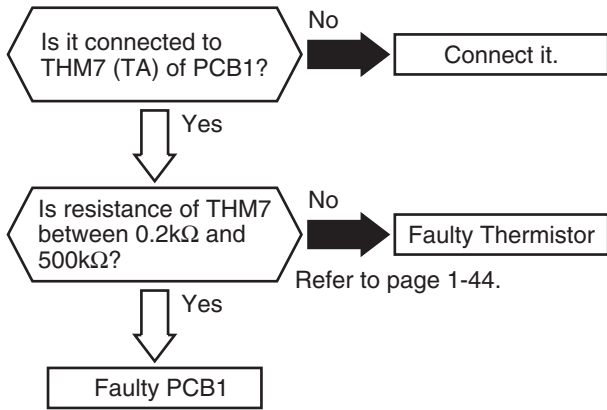 Is it connected to
THM7 (TA) of PCB1?
No
Connect it.
Yes
Is resistance of THM7
between 0.2kΩ and
500kΩ?
No
Faulty Thermistor
Refer to page 1-44.
Yes
Faulty PCB1